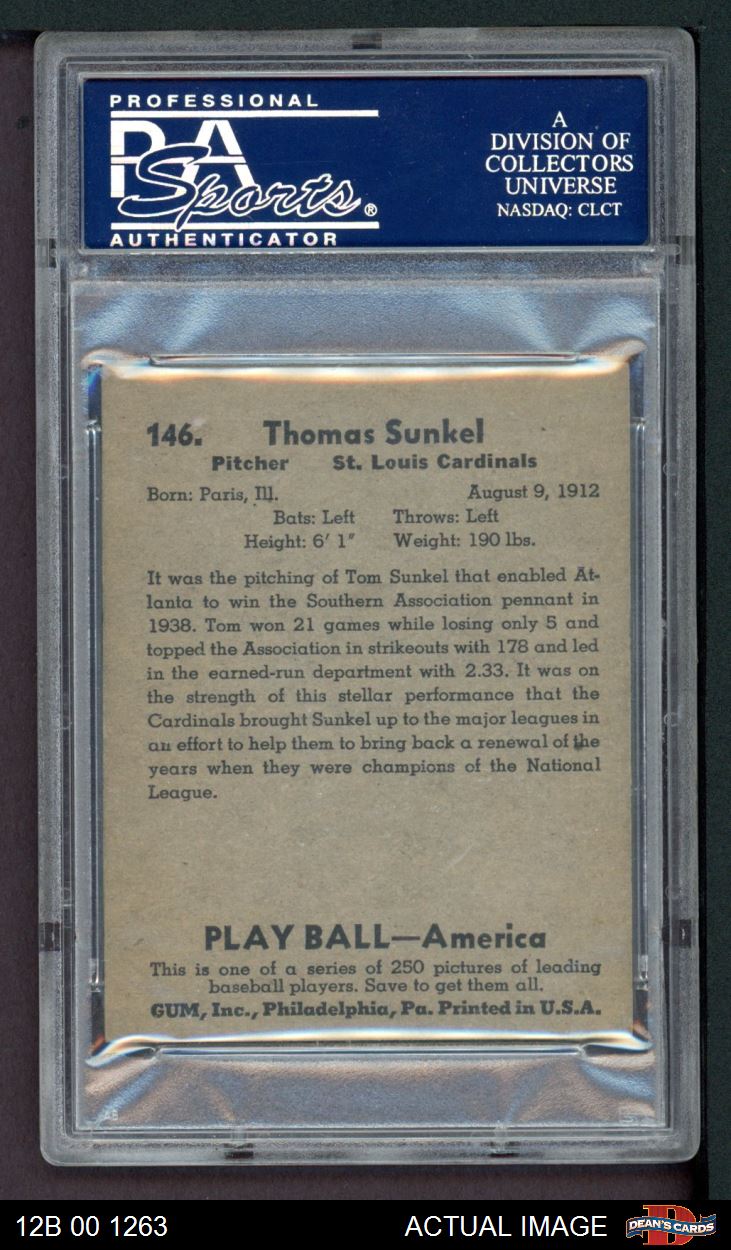 PROFESSIONAL
PSA
Sports®
AUTHENTICATOR
A
DIVISION OF
COLLECTORS
UNIVERSE
NASDAQ: CLCT
146. Thomas Sunkel
Pitcher St. Louis Cardinals
Born: Paris, Ill. August 9, 1912
Bats: Left Throws: Left
Height: 6′ 1″ Weight: 190 lbs.
It was the pitching of Tom Sunkel that enabled At-
lanta to win the Southern Association pennant in
1938. Tom won 21 games while losing only 5 and
topped the Association in strikeouts with 178 and led
in the earned-run department with 2.33. It was on
the strength of this stellar performance that the
Cardinals brought Sunkel up to the major leagues in
an effort to help them to bring back a renewal of the
years when they were champions of the National
League.
PLAY BALL—America
This is one of a series of 250 pictures of leading
baseball players. Save to get them all.
GUM, Inc., Philadelphia, Pa. Printed in U.S.A.
12B 00 1263 ACTUAL IMAGE DEAN'S CARDS